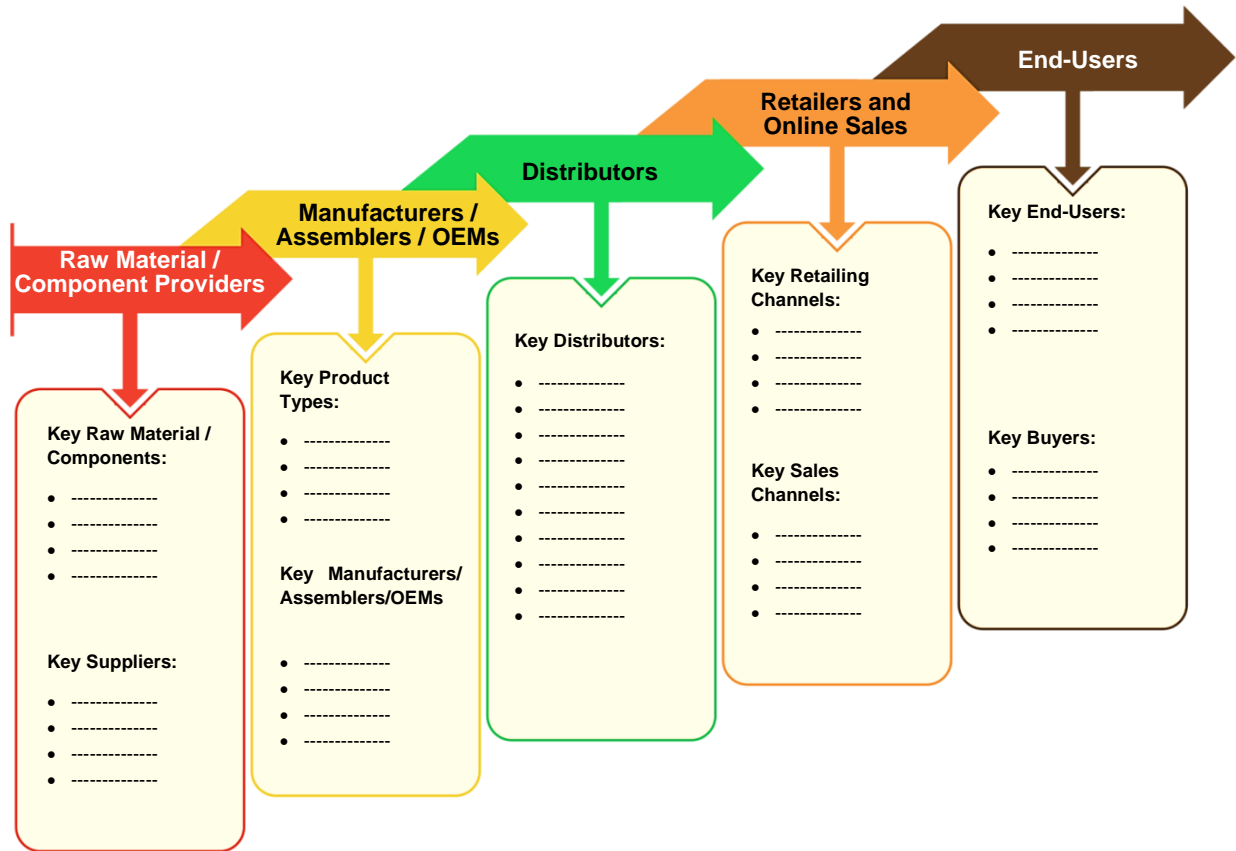 Raw Material /
Component Providers
Key Raw Material /
Components:
• --------------
• --------------
• --------------
• --------------
Key Suppliers:
• --------------
• --------------
• --------------
• --------------
Manufacturers /
Assemblers / OEMs
Key Product
Types:
• --------------
• --------------
• --------------
• --------------
Key Manufacturers/
Assemblers/OEMs
• --------------
• --------------
• --------------
• --------------
Distributors
Key Distributors:
• --------------
• --------------
• --------------
• --------------
• --------------
• --------------
• --------------
• --------------
• --------------
• --------------
Retailers and
Online Sales
Key Retailing
Channels:
• --------------
• --------------
• --------------
• --------------
Key Sales
Channels:
• --------------
• --------------
• --------------
• --------------
End-Users
Key End-Users:
• --------------
• --------------
• --------------
• --------------
Key Buyers:
• --------------
• --------------
• --------------
• --------------